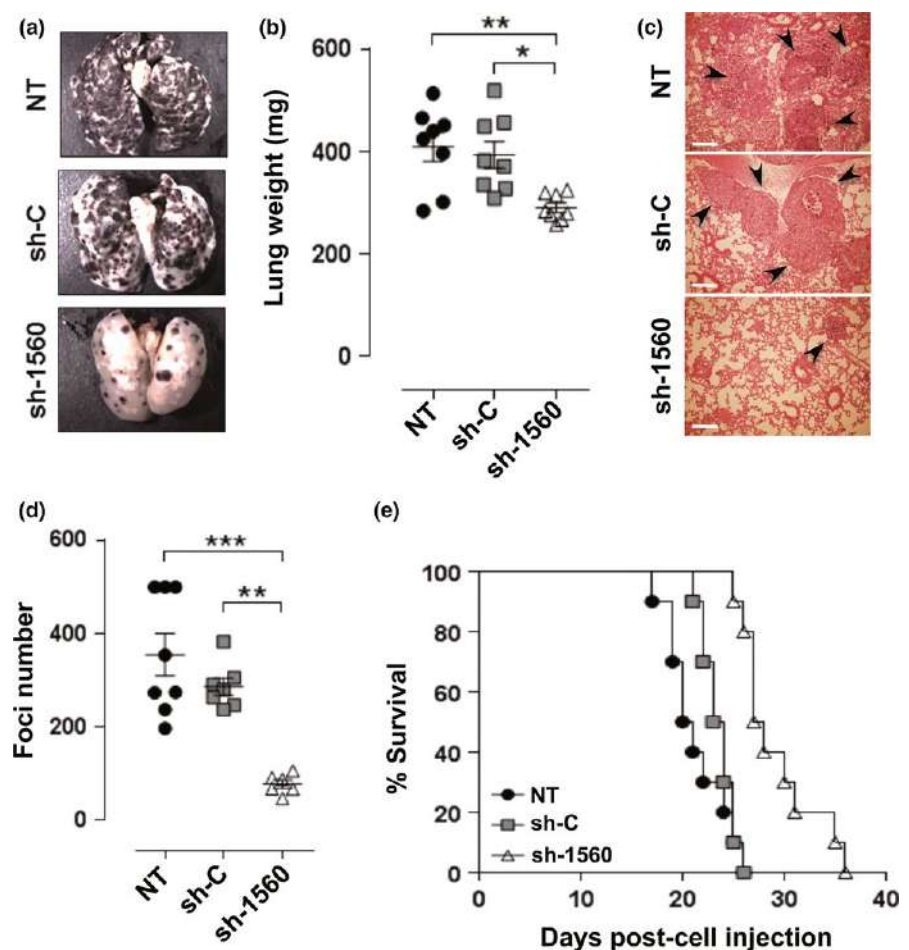 (a)
NT
sh-C
sh-1560
(b)
Lung weight (mg)
600
400
200
0
**
*
NT
sh-C
sh-1560
(c)
NT
sh-C
sh-1560
(d)
Foci number
600
400
200
0
***
**
NT
sh-C
sh-1560
(e)
% Survival
100
80
60
40
20
0
NT
sh-C
sh-1560
0
10
20
30
40
Days post-cell injection